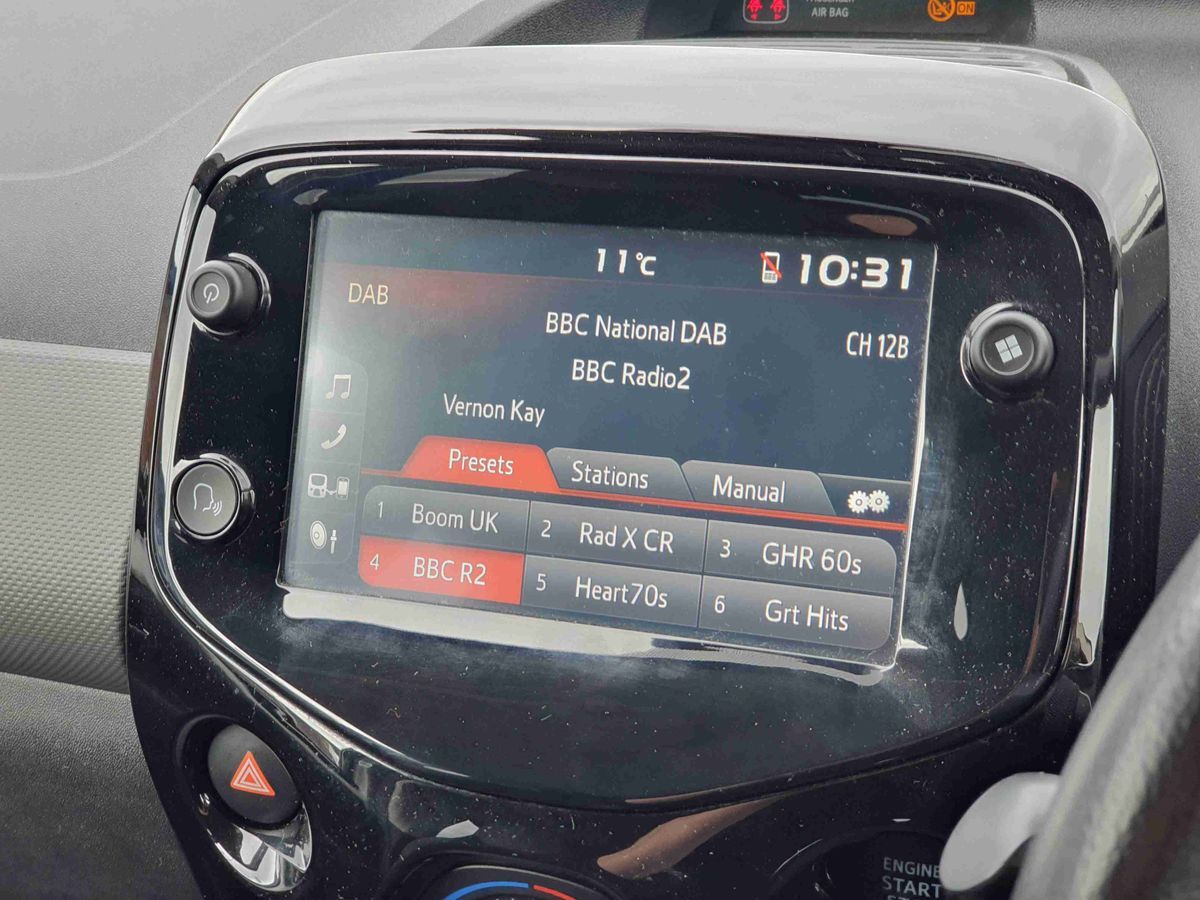 AIR BAG
ON
11°C
10:31
DAB
BBC National DAB
CH 12B
BBC Radio2
Vernon Kay
Presets Stations Manual
1 Boom UK 2 Rad X CR 3 GHR 60s
4 BBC R2 5 Heart70s 6 Grt Hits
ENGINE
START